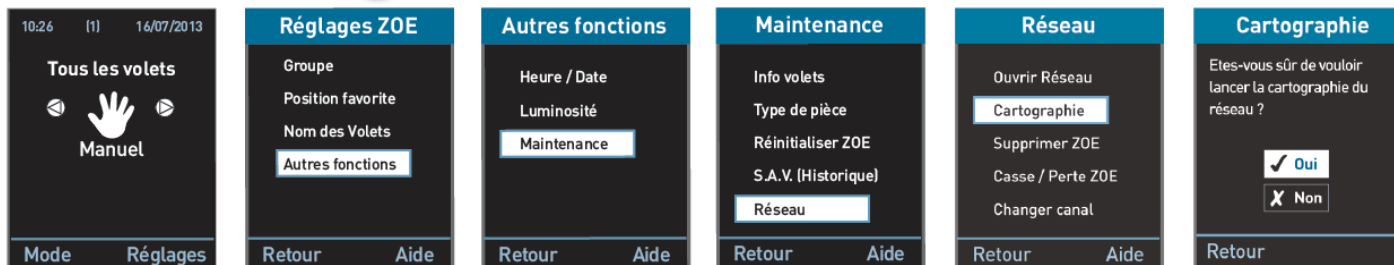 10:26 (1) 16/07/2013
Tous les volets
Manuel
Mode Réglages
Réglages ZOE
Groupe
Position favorite
Nom des Volets
Autres fonctions
Retour Aide
Autres fonctions
Heure / Date
Luminosité
Maintenance
Retour Aide
Maintenance
Info volets
Type de pièce
Réinitialiser ZOE
S.A.V. (Historique)
Réseau
Retour Aide
Réseau
Ouvrir Réseau
Cartographie
Supprimer ZOE
Casse / Perte ZOE
Changer canal
Retour Aide
Cartographie
Etes-vous sûr de vouloir
lancer la cartographie du
réseau ?
✓ Oui
✗ Non
Retour